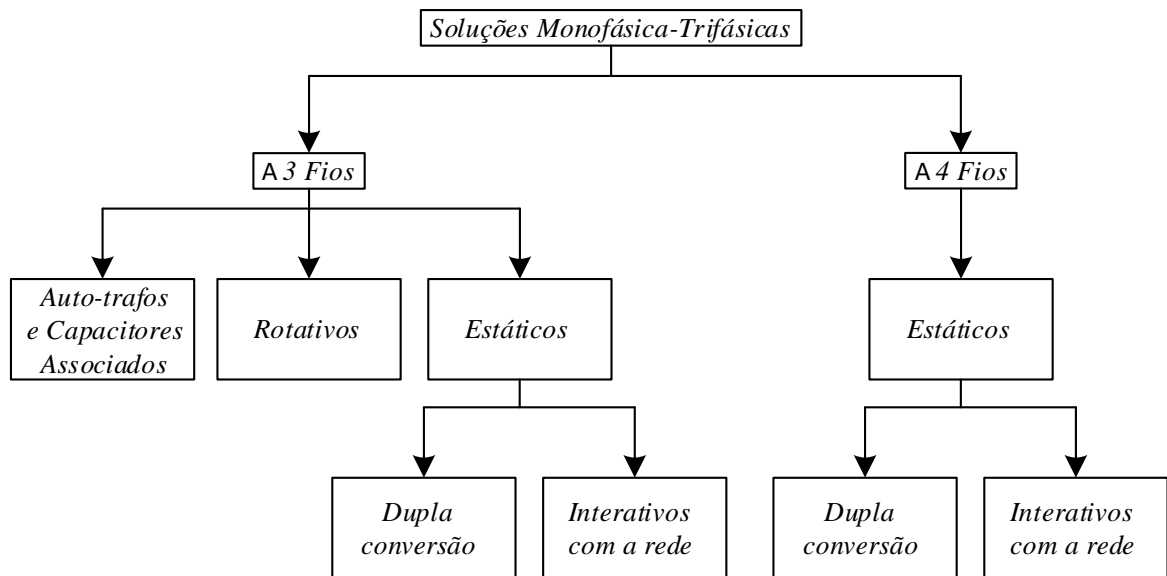 Soluções Monofásica-Trifásicas
A 3 Fios
A 4 Fios
Auto-trafos
e Capacitores
Associados
Rotativos
Estáticos
Estáticos
Dupla
conversão
Interativos
com a rede
Dupla
conversão
Interativos
com a rede